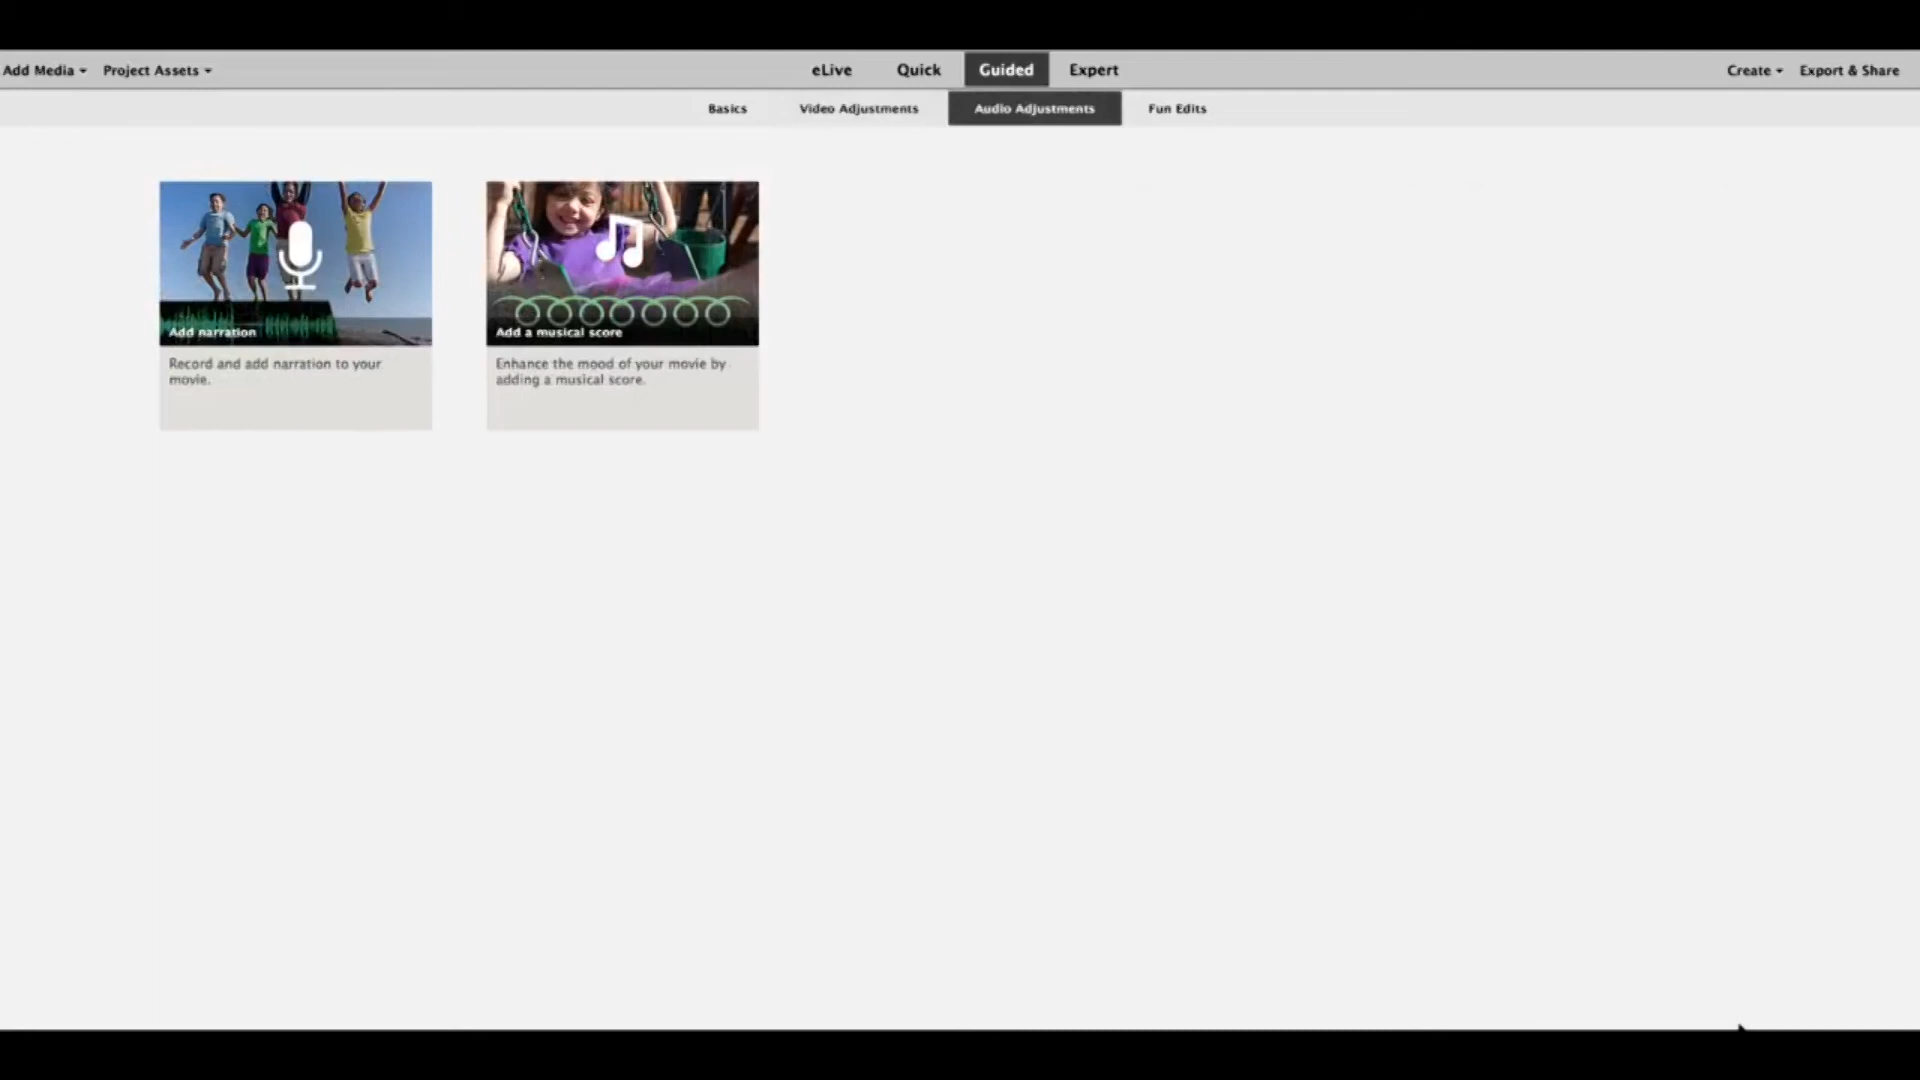 Add Media Project Assets eLive Quick Guided Expert Create Export & Share
Basics Video Adjustments Audio Adjustments Fun Edits
Add narration
Record and add narration to your
movie.
Add a musical score
Enhance the mood of your movie by
adding a musical score.